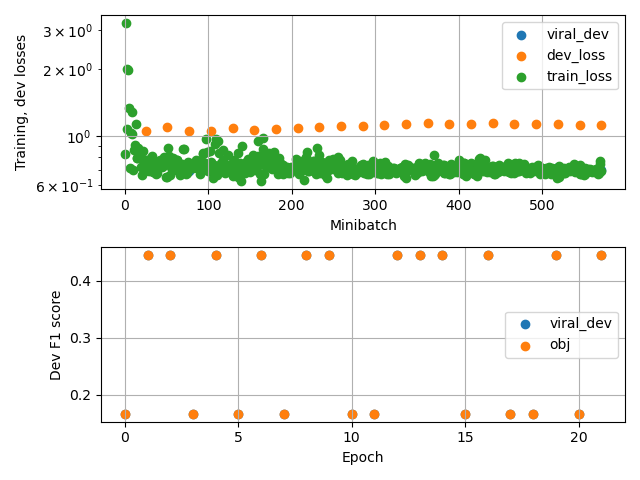 3 × 10⁰
2 × 10⁰
10⁰
6 × 10⁻¹
Training, dev losses
viral_dev
dev_loss
train_loss
0 100 200 300 400 500
Minibatch
0.4
0.3
0.2
Dev F1 score
viral_dev
obj
0 5 10 15 20
Epoch